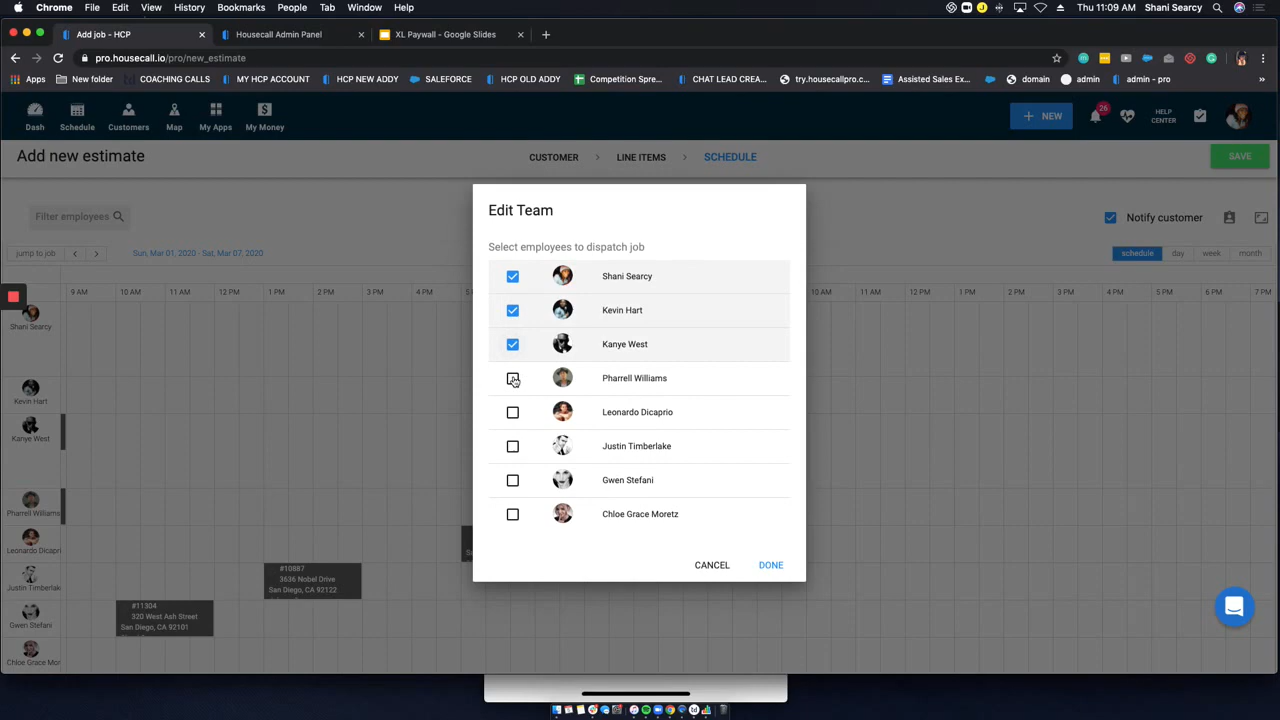 Chrome File Edit View History Bookmarks People Tab Window Help
Thu 11:09 AM Shani Searcy
Add job - HCP
Housecall Admin Panel
XL Paywall - Google Slides
pro.housecall.io/pro/new_estimate
Apps New folder COACHING CALLS MY HCP ACCOUNT HCP NEW ADDY SALEFORCE HCP OLD ADDY Competition Spre... CHAT LEAD CREA... try.housecallpro.c... Assisted Sales Ex... domain admin admin - pro
Dash Schedule Customers Map My Apps My Money
+ NEW
26
HELP
CENTER
Add new estimate
CUSTOMER > LINE ITEMS > SCHEDULE
SAVE
Edit Team
Filter employees
Notify customer
Select employees to dispatch job
jump to job < > Sun, Mar 01, 2020 - Sat, Mar 07, 2020
schedule day week month
9 AM 10 AM 11 AM 12 PM 1 PM 2 PM 3 PM 4 PM 10 AM 11 AM 12 PM 1 PM 2 PM 3 PM 4 PM 5 PM 6 PM 7 PM
Shani Searcy
Kevin Hart
Kanye West
Pharrell Williams
Leonardo Dicaprio
Justin Timberlake
Gwen Stefani
Chloe Grace Moretz
CANCEL DONE
Shani Searcy
Kevin Hart
Kanye West
Pharrell Williams
Leonardo Dicapri
Justin Timberlake
Gwen Stefani
Chloe Grace Mor
#10887
3636 Nobel Drive
San Diego, CA 92122
#11304
320 West Ash Street
San Diego, CA 92101